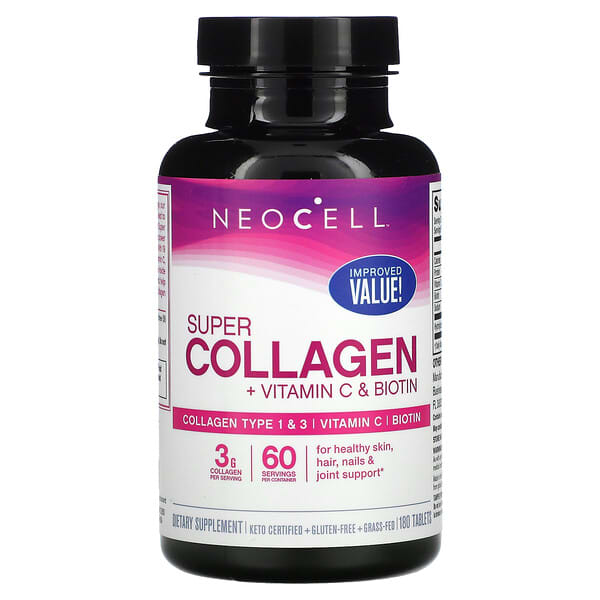 NEOCELL™
IMPROVED
VALUE!
SUPER
COLLAGEN
+ VITAMIN C & BIOTIN
COLLAGEN TYPE 1 & 3 | VITAMIN C | BIOTIN
3G
COLLAGEN
PER SERVING
60
SERVINGS
PER CONTAINER
for healthy skin,
hair, nails &
joint support*
DIETARY SUPPLEMENT | KETO CERTIFIED + GLUTEN-FREE + GRASS-FED | 180 TABLETS